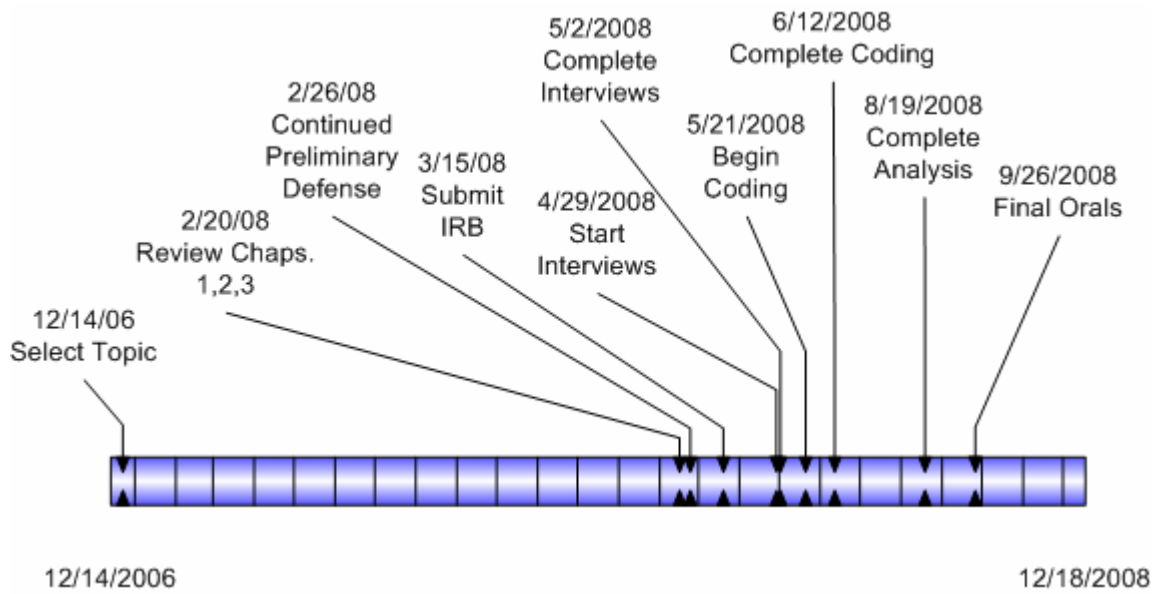 12/14/06
Select Topic
2/20/08
Review Chaps.
1,2,3
2/26/08
Continued
Preliminary
Defense
3/15/08
Submit
IRB
4/29/2008
Start
Interviews
5/2/2008
Complete
Interviews
5/21/2008
Begin
Coding
6/12/2008
Complete Coding
8/19/2008
Complete
Analysis
9/26/2008
Final Orals
12/14/2006
12/18/2008